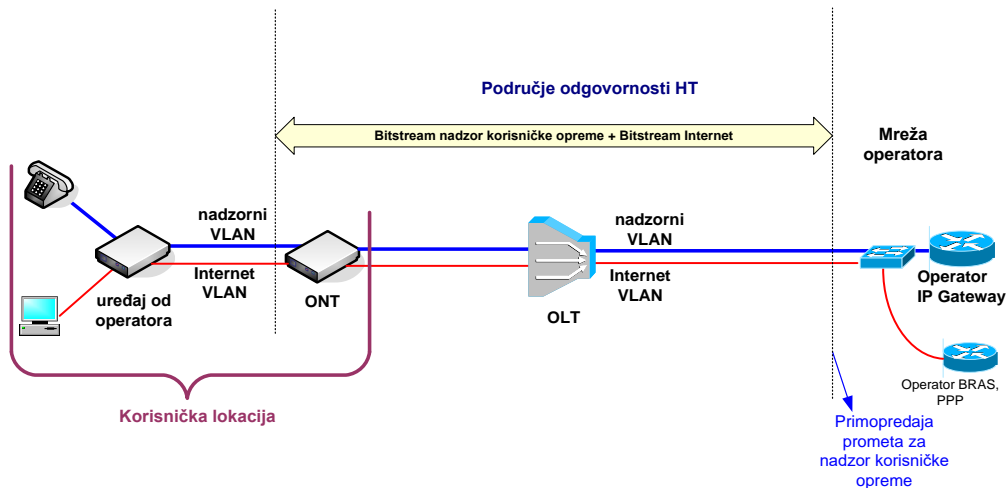 Područje odgovornosti HT
Bitstream nadzor korisničke opreme + Bitstream Internet
Mreža
operatora
nadzorni
VLAN
Internet
VLAN
uređaj od
operatora
ONT
OLT
nadzorni
VLAN
Internet
VLAN
Operator
IP Gateway
Operator BRAS,
PPP
Korisnička lokacija
Primopredaja
prometa za
nadzor korisničke
opreme